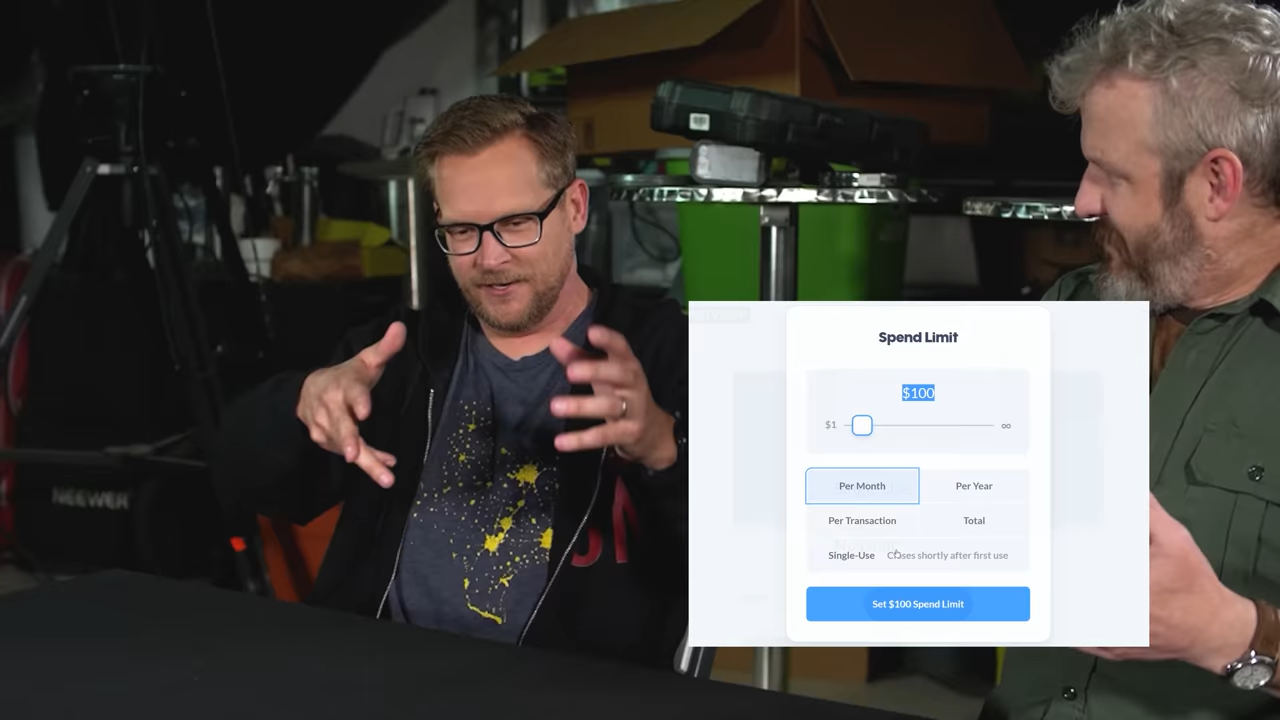 Spend Limit
$100
$1 ∞
Per Month Per Year
Per Transaction Total
Single-Use Closes shortly after first use
Set $100 Spend Limit
NEEWER